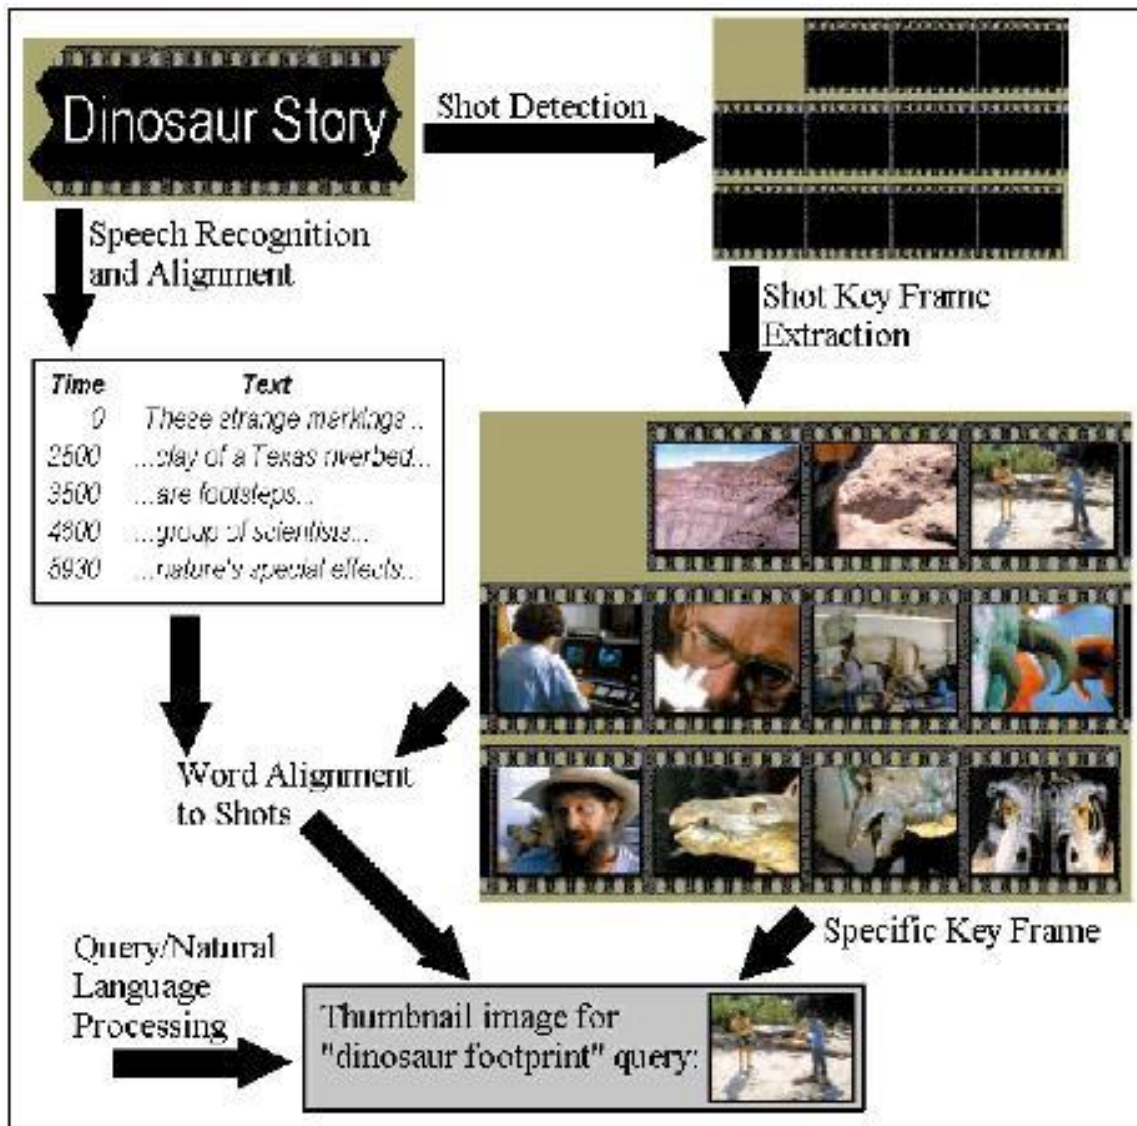 Dinosaur Story
Shot Detection
Speech Recognition
and Alignment
Shot Key Frame
Extraction
Time Text
0 These strange markings...
2500 ...clay of a Texas riverbed...
3500 ...are footsteps...
4600 ...group of scientists...
5930 ...nature's special effects...
Word Alignment
to Shots
Specific Key Frame
Query/Natural
Language
Processing
Thumbnail image for
"dinosaur footprint" query: